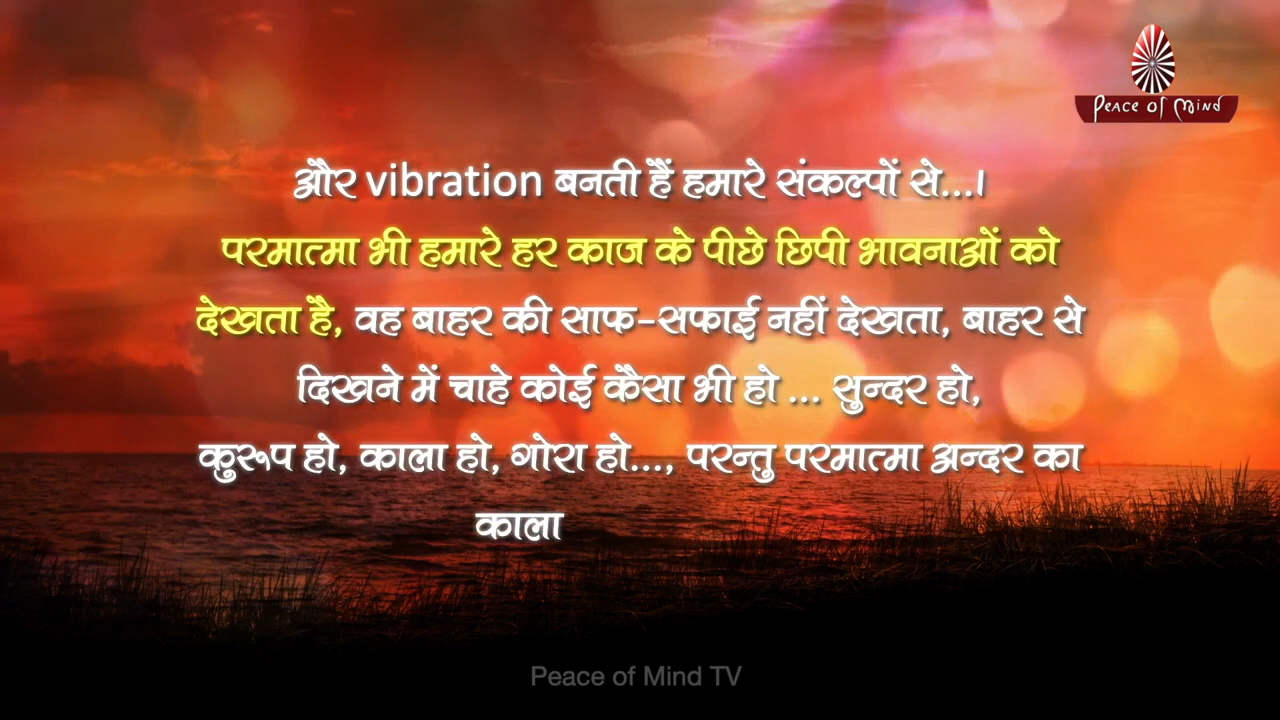 Peace of Mind
और vibration बनती हैं हमारे संकल्पों से...।
परमात्मा भी हमारे हर काज के पीछे छिपी भावनाओं को
देखता है, वह बाहर की साफ-सफाई नहीं देखता, बाहर से
दिखने में चाहे कोई कैसा भी हो ... सुन्दर हो,
कुरूप हो, काला हो, गोरा हो..., परन्तु परमात्मा अन्दर का
काला
Peace of Mind TV